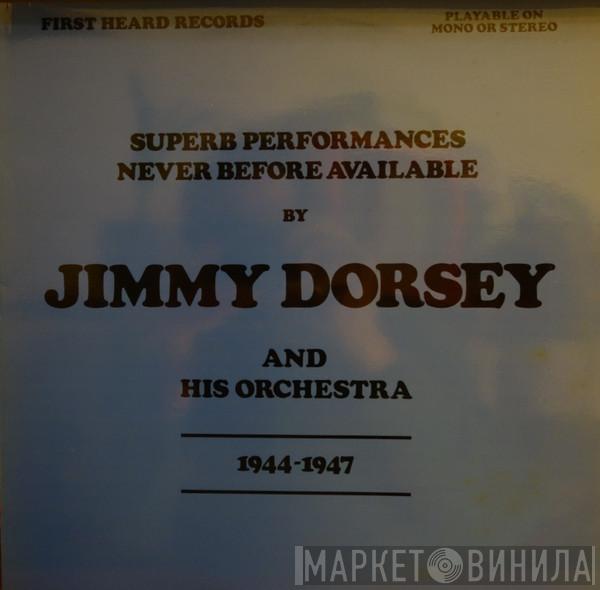 FIRST HEARD RECORDS
PLAYABLE ON
MONO OR STEREO
SUPERB PERFORMANCES
NEVER BEFORE AVAILABLE
BY
JIMMY DORSEY
AND
HIS ORCHESTRA
1944-1947
МАРКЕТ ВИНИЛА